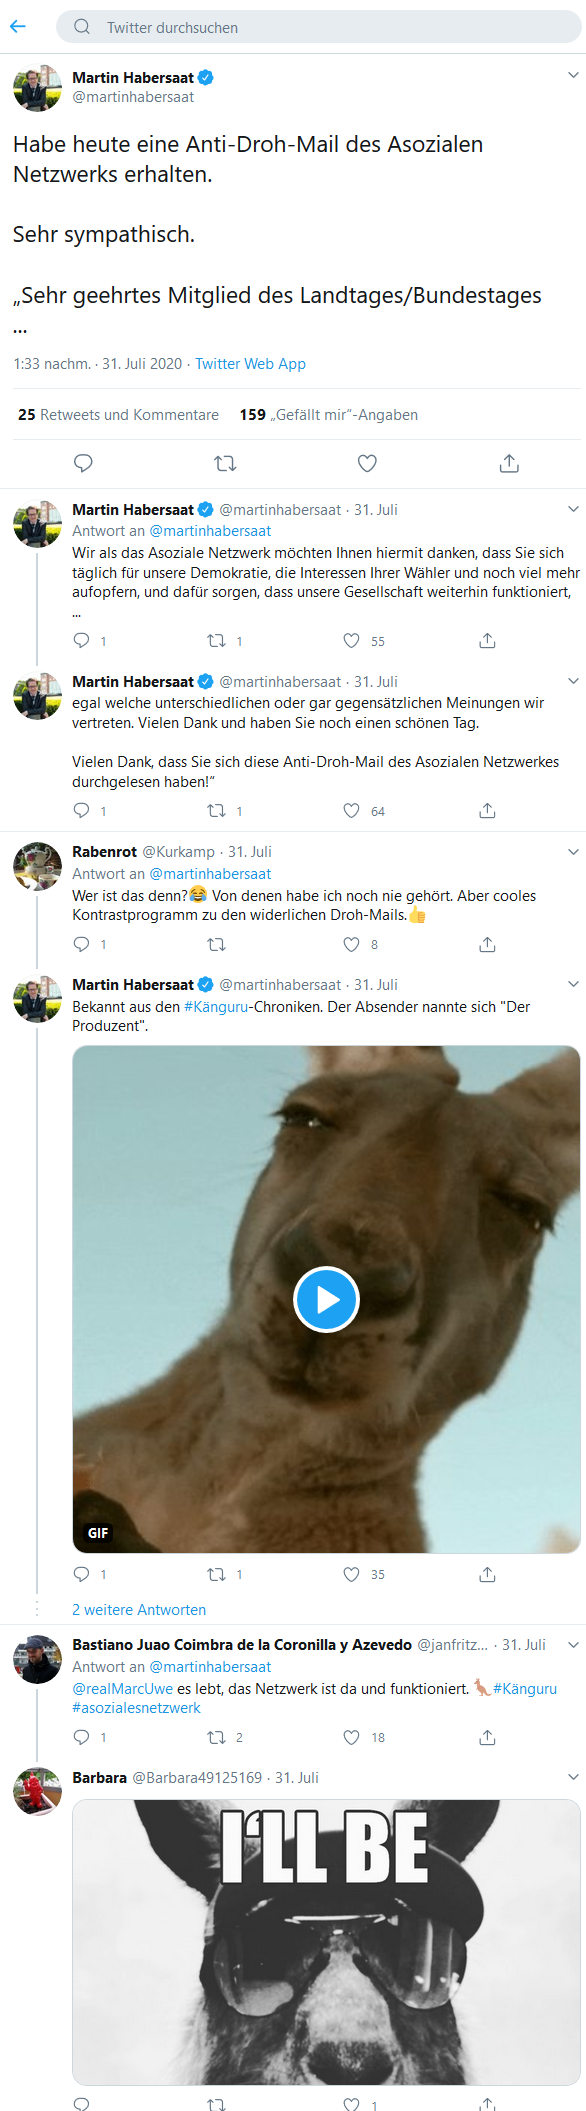 Twitter durchsuchen
Martin Habersaat
@martinhabersaat
Habe heute eine Anti-Droh-Mail des Asozialen
Netzwerks erhalten.
Sehr sympathisch.
„Sehr geehrtes Mitglied des Landtages/Bundestages
...
1:33 nachm. · 31. Juli 2020 · Twitter Web App
25 Retweets und Kommentare 159 „Gefällt mir“-Angaben
Martin Habersaat @martinhabersaat · 31. Juli
Antwort an @martinhabersaat
Wir als das Asoziale Netzwerk möchten Ihnen hiermit danken, dass Sie sich
täglich für unsere Demokratie, die Interessen Ihrer Wähler und noch viel mehr
aufopfern, und dafür sorgen, dass unsere Gesellschaft weiterhin funktioniert,
...
1 1 55
Martin Habersaat @martinhabersaat · 31. Juli
egal welche unterschiedlichen oder gar gegensätzlichen Meinungen wir
vertreten. Vielen Dank und haben Sie noch einen schönen Tag.
Vielen Dank, dass Sie sich diese Anti-Droh-Mail des Asozialen Netzwerkes
durchgelesen haben!“
1 1 64
Rabenrot @Kurkamp · 31. Juli
Antwort an @martinhabersaat
Wer ist das denn?😂 Von denen habe ich noch nie gehört. Aber cooles
Kontrastprogramm zu den widerlichen Droh-Mails.👍
1 8
Martin Habersaat @martinhabersaat · 31. Juli
Bekannt aus den #Känguru-Chroniken. Der Absender nannte sich "Der
Produzent".
GIF
1 1 35
2 weitere Antworten
Bastiano Juao Coimbra de la Coronilla y Azevedo @janfritz... · 31. Juli
Antwort an @martinhabersaat
@realMarcUwe es lebt, das Netzwerk ist da und funktioniert. 🦘#Känguru
#asozialesnetzwerk
1 2 18
Barbara @Barbara49125169 · 31. Juli
I'LL BE
1